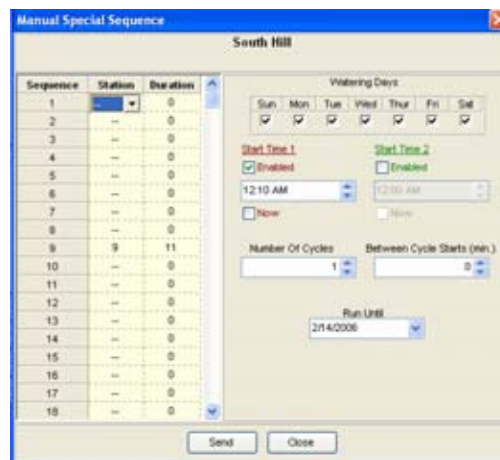 Manual Special Sequence
South Hill
Sequence Station Duration
1 -- 0
2 -- 0
3 -- 0
4 -- 0
5 -- 0
6 -- 0
7 -- 0
8 -- 0
9 9 11
10 -- 0
11 -- 0
12 -- 0
13 -- 0
14 -- 0
15 -- 0
16 -- 0
17 -- 0
18 -- 0
Watering Days
Sun Mon Tue Wed Thur Fri Sat
Start Time 1 Start Time 2
Enabled Enabled
12:10 AM 12:00 AM
Now Now
Number Of Cycles Between Cycle Starts (min.)
1 0
Run Until
2/14/2006
Send Close